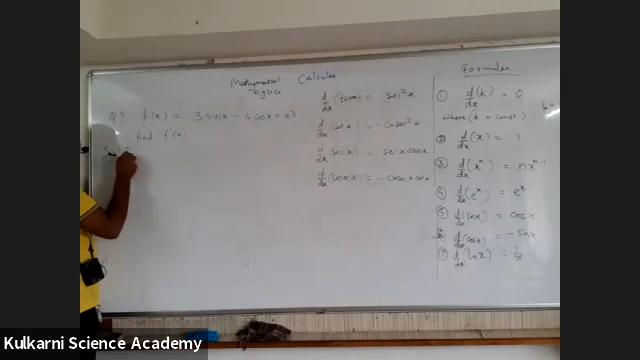 Mathematical
Physics
Calculus
Q) f(x) = 3 sinx - 4 cosx + x³
find f'(x)
d/dx (tanx) = sec²x
d/dx (cotx) = - cosec²x
d/dx (secx) = secx tanx
d/dx (cosecx) = - cosecx cotx
Formulae
① d/dx (k) = 0
where (k = const)
② d/dx (x) = 1
③ d/dx (xⁿ) = nxⁿ⁻¹
④ d/dx (eˣ) = eˣ
⑤ d/dx (sinx) = cosx
⑥ d/dx (cosx) = - sinx
⑦ d/dx (lnx) = 1/x
Kulkarni Science Academy